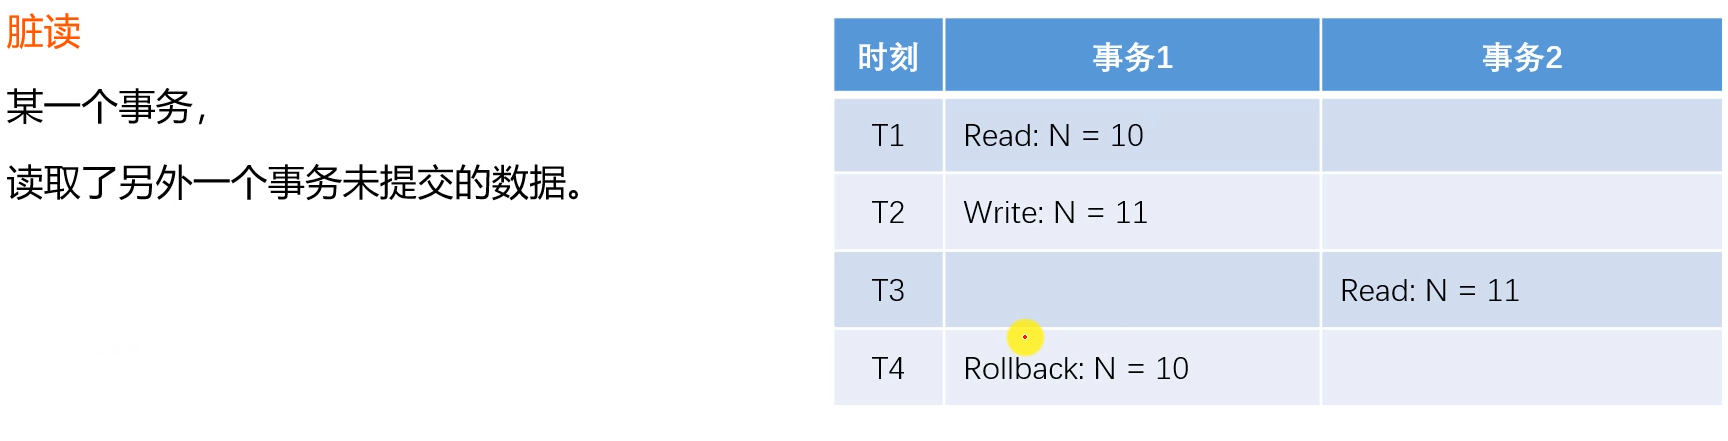 脏读
某一个事务，
读取了另外一个事务未提交的数据。
时刻 事务1 事务2
T1 Read: N = 10
T2 Write: N = 11
T3 Read: N = 11
T4 Rollback: N = 10